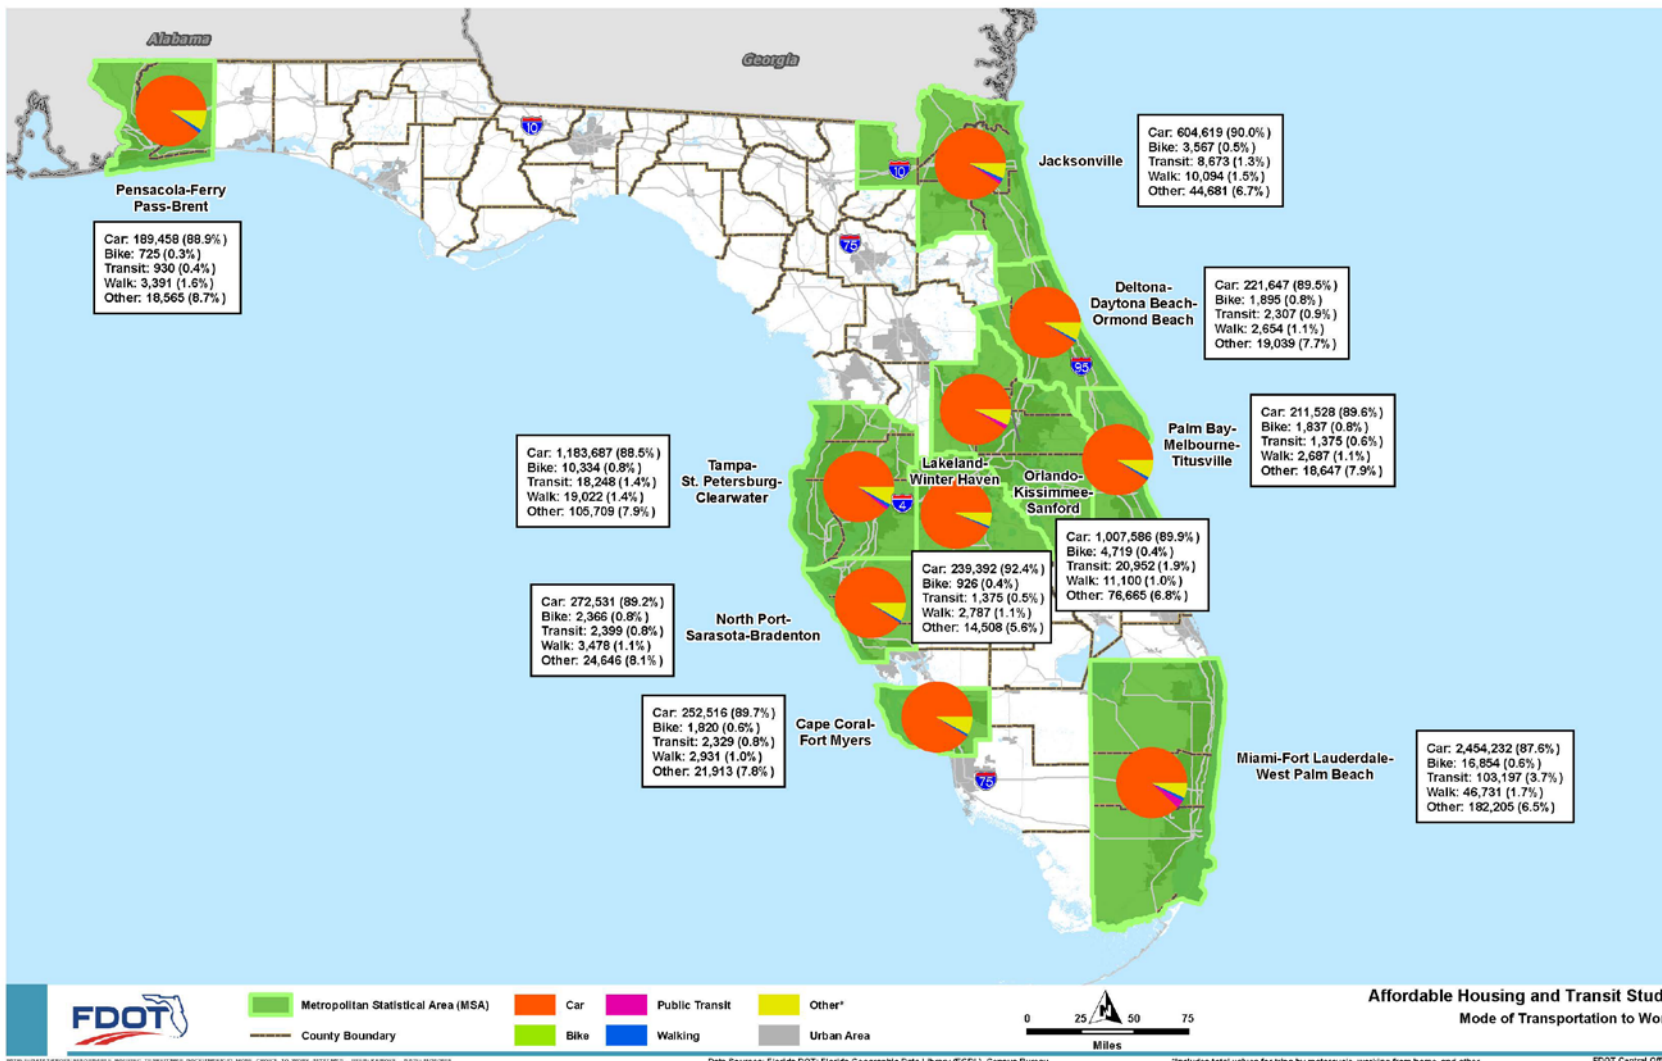 Alabama
Georgia
10
10
75
95
4
75
Pensacola-Ferry
Pass-Brent
Car: 189,458 (88.9%)
Bike: 725 (0.3%)
Transit: 930 (0.4%)
Walk: 3,391 (1.6%)
Other: 18,565 (8.7%)
Jacksonville
Car: 604,619 (90.0%)
Bike: 3,567 (0.5%)
Transit: 8,673 (1.3%)
Walk: 10,094 (1.5%)
Other: 44,681 (6.7%)
Deltona-
Daytona Beach-
Ormond Beach
Car: 221,647 (89.5%)
Bike: 1,895 (0.8%)
Transit: 2,307 (0.9%)
Walk: 2,654 (1.1%)
Other: 19,039 (7.7%)
Palm Bay-
Melbourne-
Titusville
Car: 211,528 (89.6%)
Bike: 1,837 (0.8%)
Transit: 1,375 (0.6%)
Walk: 2,687 (1.1%)
Other: 18,647 (7.9%)
Car: 1,183,687 (88.5%)
Bike: 10,334 (0.8%)
Transit: 18,248 (1.4%)
Walk: 19,022 (1.4%)
Other: 105,709 (7.9%)
Tampa-
St. Petersburg-
Clearwater
Lakeland-
Winter Haven
Orlando-
Kissimmee-
Sanford
Car: 1,007,586 (89.9%)
Bike: 4,719 (0.4%)
Transit: 20,952 (1.9%)
Walk: 11,100 (1.0%)
Other: 76,665 (6.8%)
Car: 239,392 (92.4%)
Bike: 926 (0.4%)
Transit: 1,375 (0.5%)
Walk: 2,787 (1.1%)
Other: 14,508 (5.6%)
Car: 272,531 (89.2%)
Bike: 2,366 (0.8%)
Transit: 2,399 (0.8%)
Walk: 3,478 (1.1%)
Other: 24,646 (8.1%)
North Port-
Sarasota-Bradenton
Car: 252,516 (89.7%)
Bike: 1,820 (0.6%)
Transit: 2,329 (0.8%)
Walk: 2,931 (1.0%)
Other: 21,913 (7.8%)
Cape Coral-
Fort Myers
Miami-Fort Lauderdale-
West Palm Beach
Car: 2,454,232 (87.6%)
Bike: 16,854 (0.6%)
Transit: 103,197 (3.7%)
Walk: 46,731 (1.7%)
Other: 182,205 (6.5%)
FDOT
Metropolitan Statistical Area (MSA)
County Boundary
Car
Bike
Public Transit
Walking
Other*
Urban Area
N
0 25 50 75
Miles
Affordable Housing and Transit Stud
Mode of Transportation to Wo